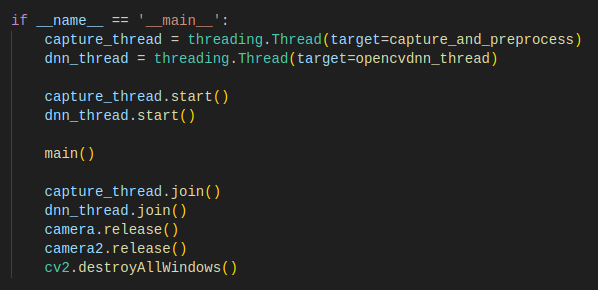 if __name__ == '__main__':
    capture_thread = threading.Thread(target=capture_and_preprocess)
    dnn_thread = threading.Thread(target=opencvdnn_thread)

    capture_thread.start()
    dnn_thread.start()

    main()

    capture_thread.join()
    dnn_thread.join()
    camera.release()
    camera2.release()
    cv2.destroyAllWindows()